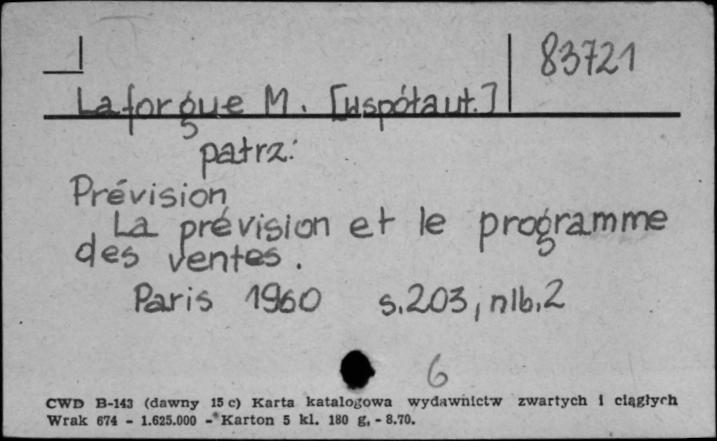 83721
Laforgue M. [współaut.]
patrz:
Prévision
La prévision et le programme
des ventes.
Paris 1960 s.203, nlb.2
6
CWD B-143 (dawny 15 c) Karta katalogowa wydawnictw zwartych i ciągłych
Wrak 674 - 1.625.000 - Karton 5 kl. 180 g, - 8.70.